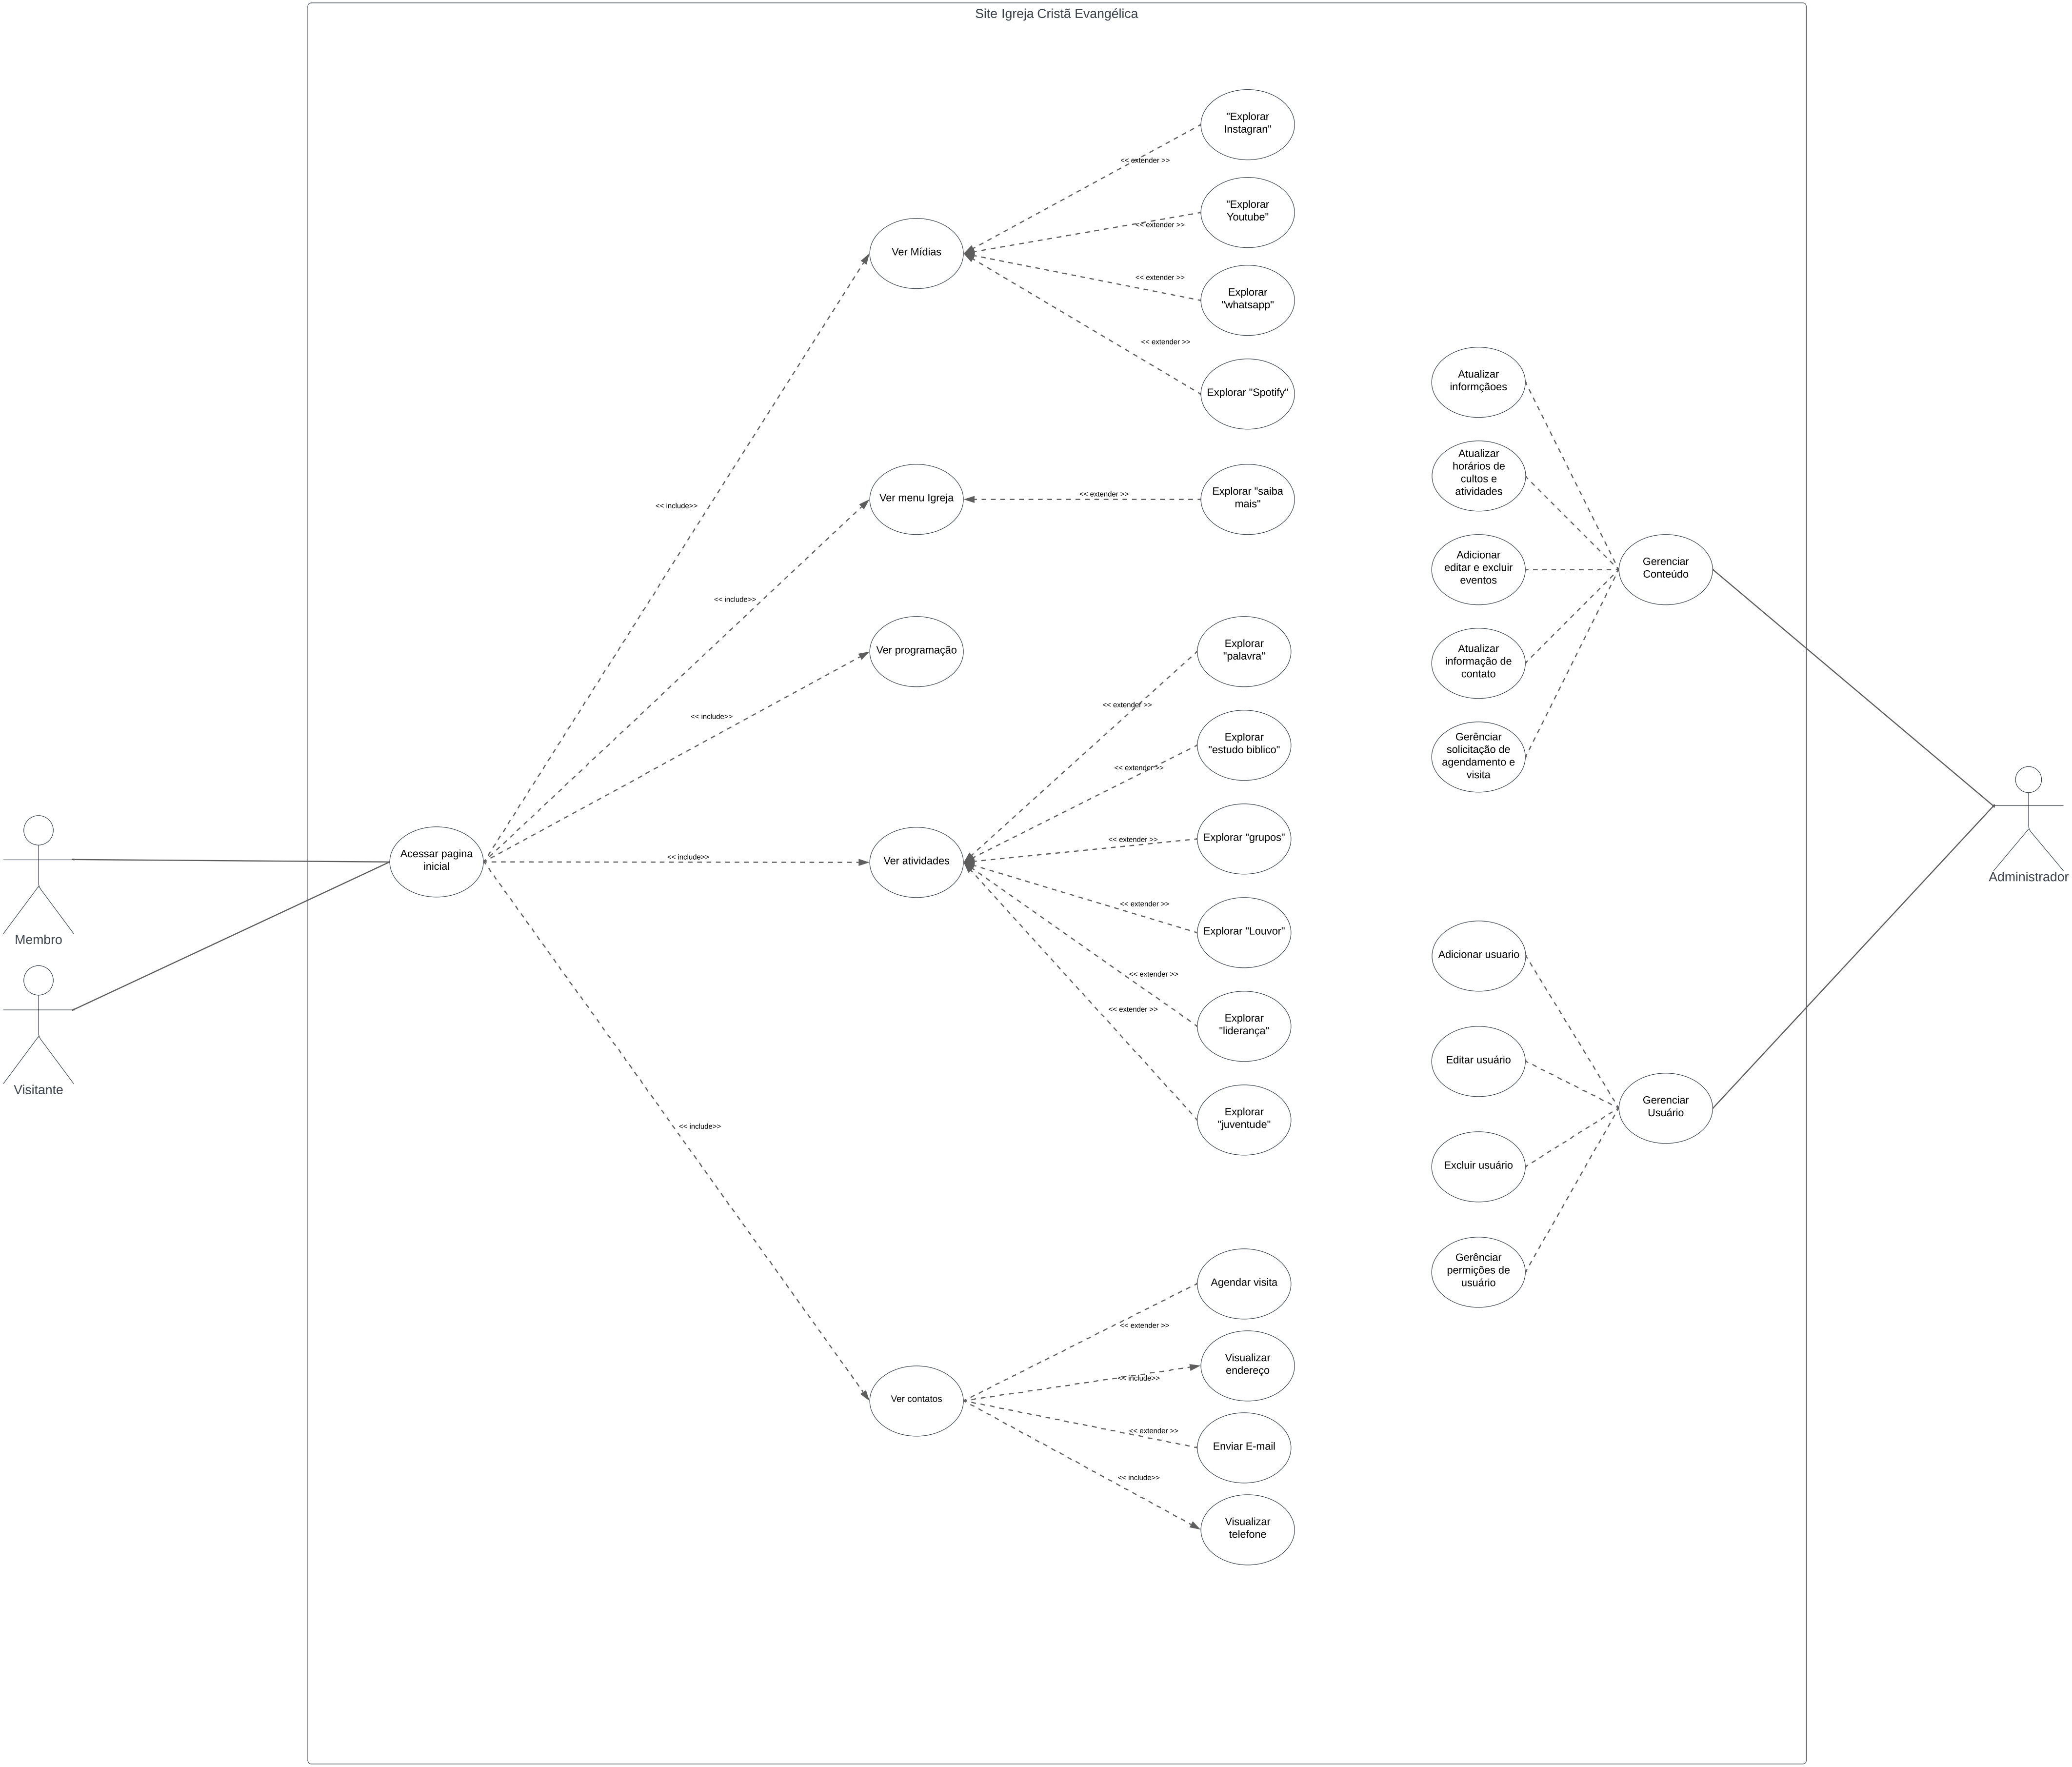 Site Igreja Cristã Evangélica
"Explorar
Instagran"
<< extender >>
"Explorar
Youtube"
<< extender >>
Ver Mídias
<< extender >>
Explorar
"whatsapp"
<< extender >>
Explorar "Spotify"
Atualizar
informçãoes
<< include>>
Ver menu Igreja
<< extender >>
Explorar "saiba
mais"
Atualizar
horários de
cultos e
atividades
<< include>>
Adicionar
editar e excluir
eventos
Gerenciar
Conteúdo
<< include>>
Ver programação
Explorar
"palavra"
Atualizar
informação de
contato
<< extender >>
Explorar
"estudo biblico"
<< extender >>
Gerênciar
solicitação de
agendamento e
visita
Acessar pagina
inicial
<< include>>
Ver atividades
<< extender >>
Explorar "grupos"
<< extender >>
Explorar "Louvor"
<< extender >>
Explorar
"liderança"
<< extender >>
Explorar
"juventude"
Membro
Visitante
Administrador
Adicionar usuario
Editar usuário
Gerenciar
Usuário
Excluir usuário
Gerênciar
permições de
usuário
<< include>>
Agendar visita
<< extender >>
Visualizar
endereço
<< include>>
Ver contatos
<< extender >>
Enviar E-mail
<< include>>
Visualizar
telefone